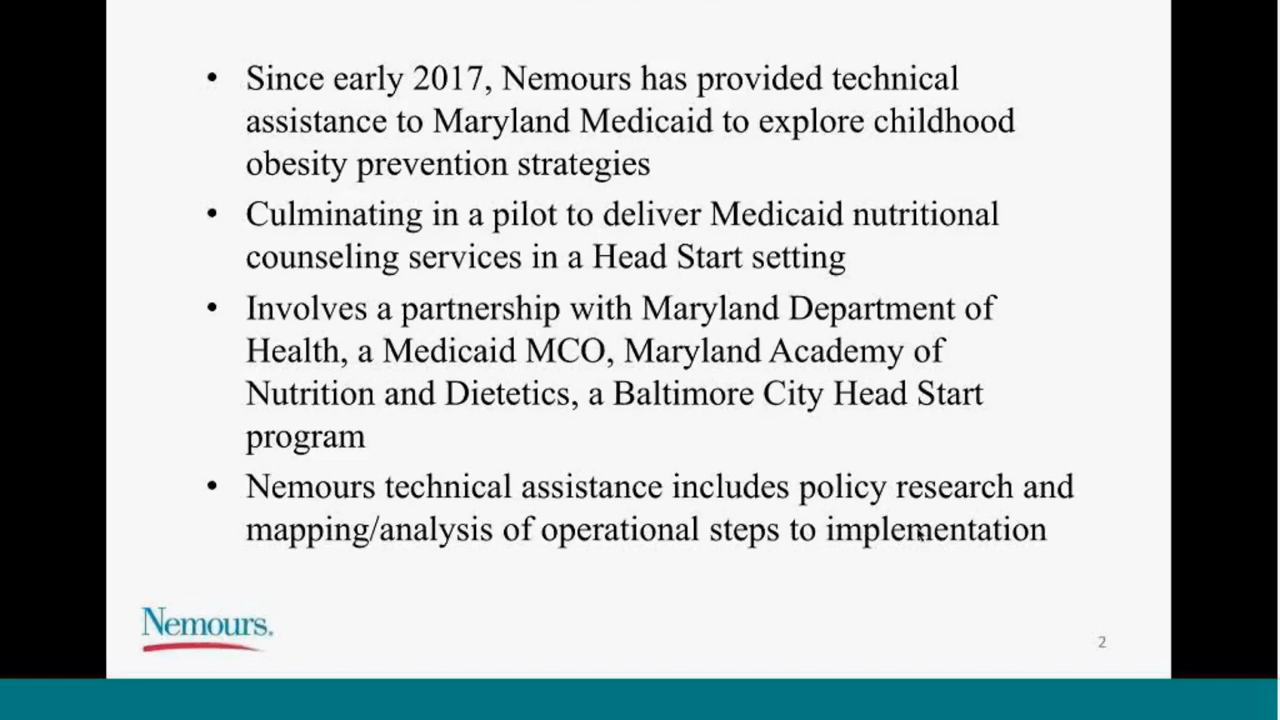 • Since early 2017, Nemours has provided technical
assistance to Maryland Medicaid to explore childhood
obesity prevention strategies
• Culminating in a pilot to deliver Medicaid nutritional
counseling services in a Head Start setting
• Involves a partnership with Maryland Department of
Health, a Medicaid MCO, Maryland Academy of
Nutrition and Dietetics, a Baltimore City Head Start
program
• Nemours technical assistance includes policy research and
mapping/analysis of operational steps to implementation
Nemours.
2